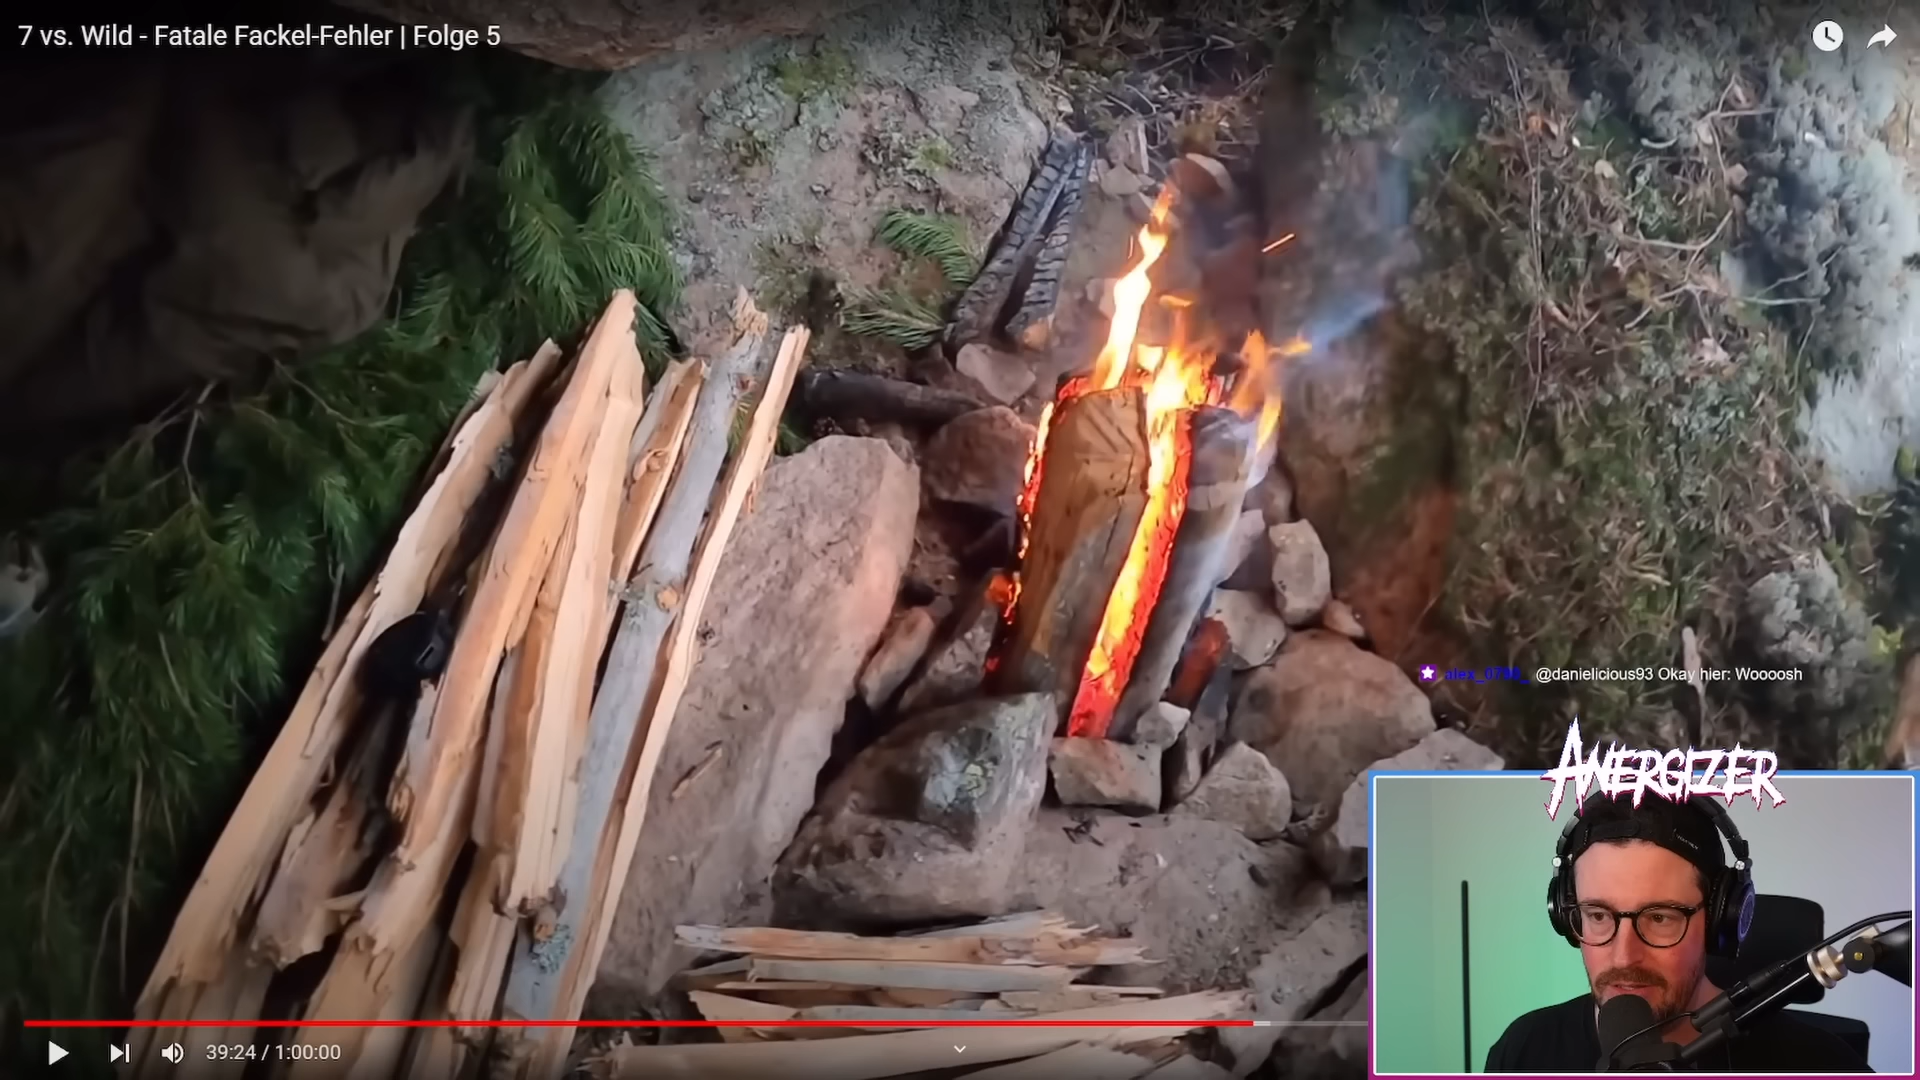 7 vs. Wild - Fatale Fackel-Fehler | Folge 5
@danielicious93 Okay hier: Woooosh
ANERGIZER
39:24 / 1:00:00